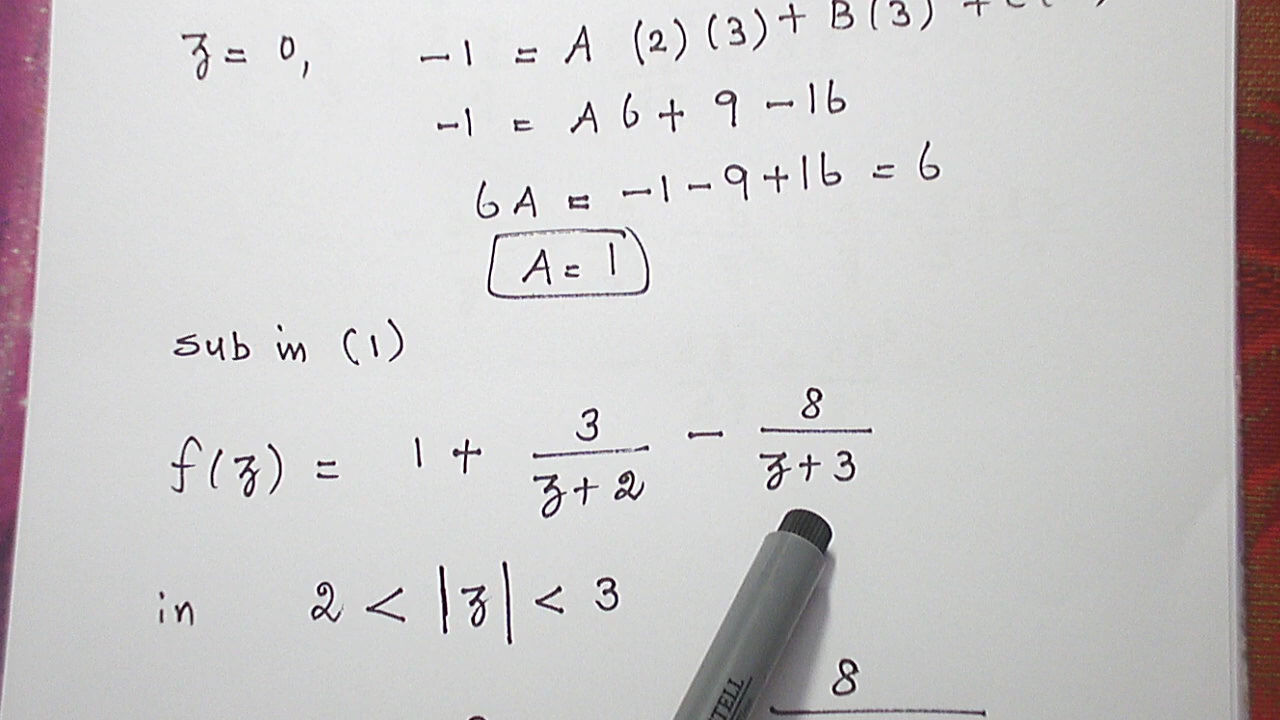 z = 0, -1 = A (2)(3) + B(3) +
-1 = A 6 + 9 - 16
6A = -1 - 9 + 16 = 6
A = 1
sub in (1)
f(z) = 1 + 3/(z + 2) - 8/(z + 3)
in 2 < |z| < 3
8
TELL